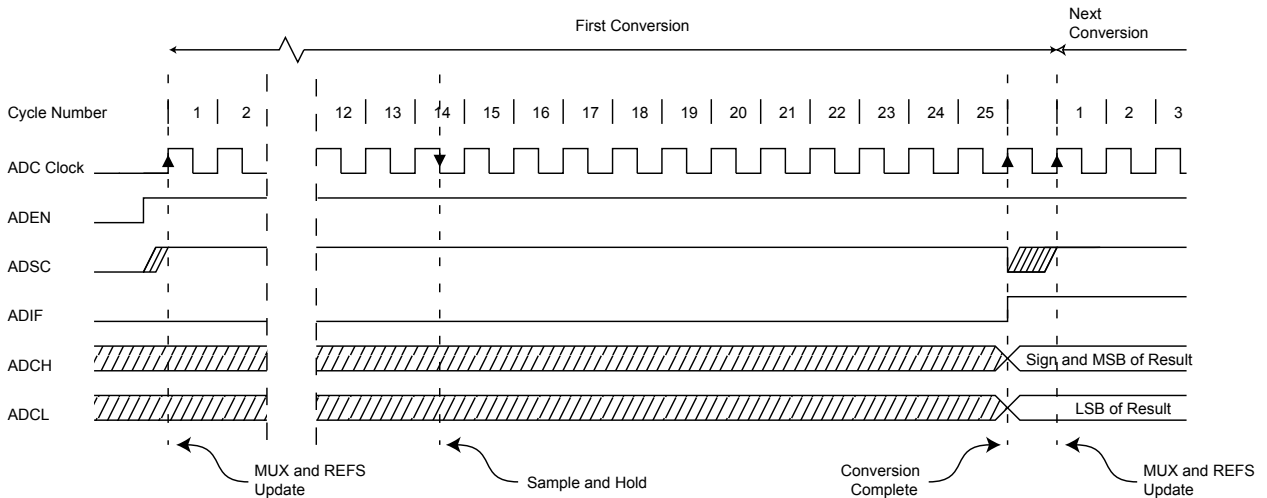 First Conversion
Next
Conversion
Cycle Number 1 2 12 13 14 15 16 17 18 19 20 21 22 23 24 25 1 2 3
ADC Clock
ADEN
ADSC
ADIF
ADCH Sign and MSB of Result
ADCL LSB of Result
MUX and REFS
Update
Sample and Hold
Conversion
Complete
MUX and REFS
Update